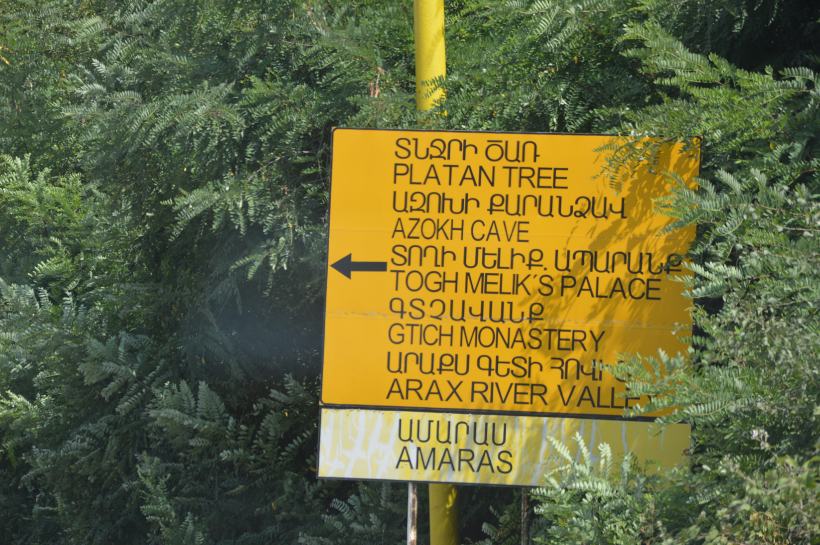 ՏՆՋՐԻ ԾԱՌ
PLATAN TREE
ԱԶՈԽԻ ՔԱՐԱՆՁԱՎ
AZOKH CAVE
ՏՈՂԻ ՄԵԼԻՔ. ԱՊԱՐԱՆՔ
TOGH MELIK'S PALACE
ԳՏՉԱՎԱՆՔ
GTICH MONASTERY
ԱՐԱՔՍ ԳԵՏԻ
ARAX RIVER
ԱՄԱՐԱՍ
AMARAS